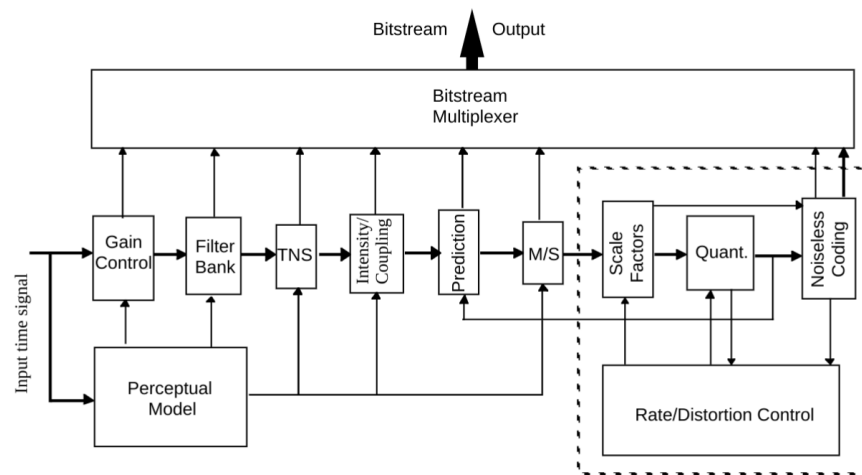 Bitstream Output
Bitstream
Multiplexer
Gain
Control
Filter
Bank
TNS
Intensity/
Coupling
Prediction
M/S
Scale
Factors
Quant.
Noiseless
Coding
Input time signal
Perceptual
Model
Rate/Distortion Control